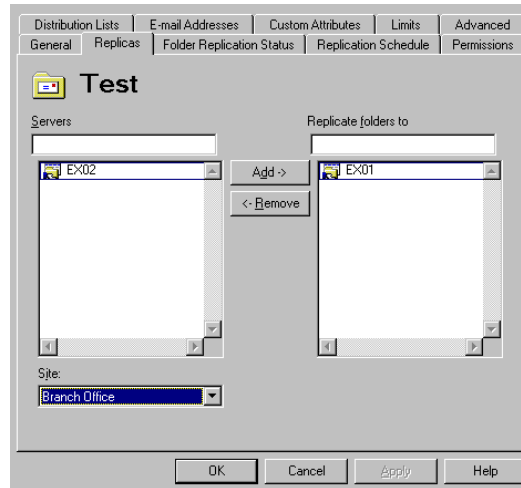 Distribution Lists E-mail Addresses Custom Attributes Limits Advanced
General Replicas Folder Replication Status Replication Schedule Permissions
Test
Servers Replicate folders to
EX02 Add -> EX01
<- Remove
Site:
Branch Office
OK Cancel Apply Help